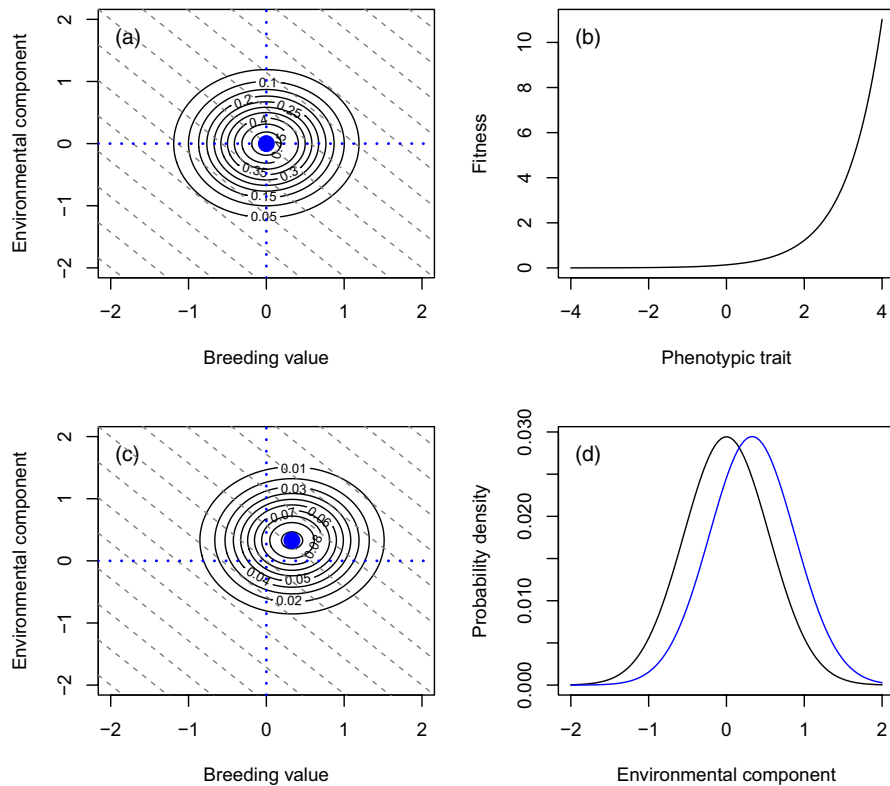 (a)
Environmental component
2
1
0
−1
−2
0.1
0.2
0.25
0.4
0.45
0.35
0.3
0.15
0.05
−2 −1 0 1 2
Breeding value
(b)
Fitness
10
8
6
4
2
0
−4 −2 0 2 4
Phenotypic trait
(c)
Environmental component
2
1
0
−1
−2
0.01
0.03
0.07
0.06
0.08
0.04
0.05
0.02
−2 −1 0 1 2
Breeding value
(d)
Probability density
0.030
0.020
0.010
0.000
−2 −1 0 1 2
Environmental component